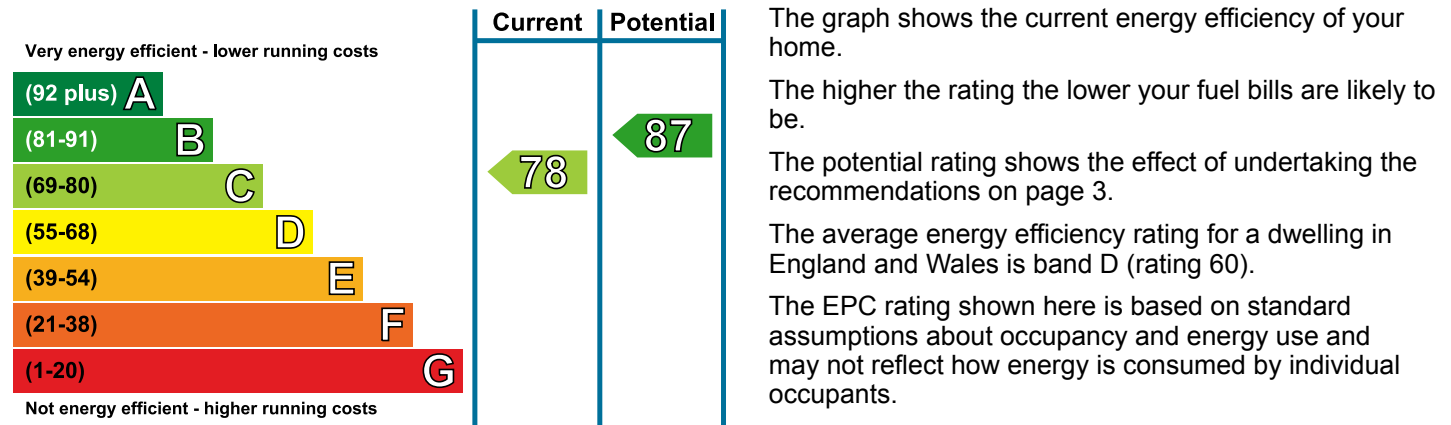 Current Potential
Very energy efficient - lower running costs
(92 plus) A
(81-91) B
(69-80) C
(55-68) D
(39-54) E
(21-38) F
(1-20) G
Not energy efficient - higher running costs
78
87
The graph shows the current energy efficiency of your
home.
The higher the rating the lower your fuel bills are likely to
be.
The potential rating shows the effect of undertaking the
recommendations on page 3.
The average energy efficiency rating for a dwelling in
England and Wales is band D (rating 60).
The EPC rating shown here is based on standard
assumptions about occupancy and energy use and
may not reflect how energy is consumed by individual
occupants.